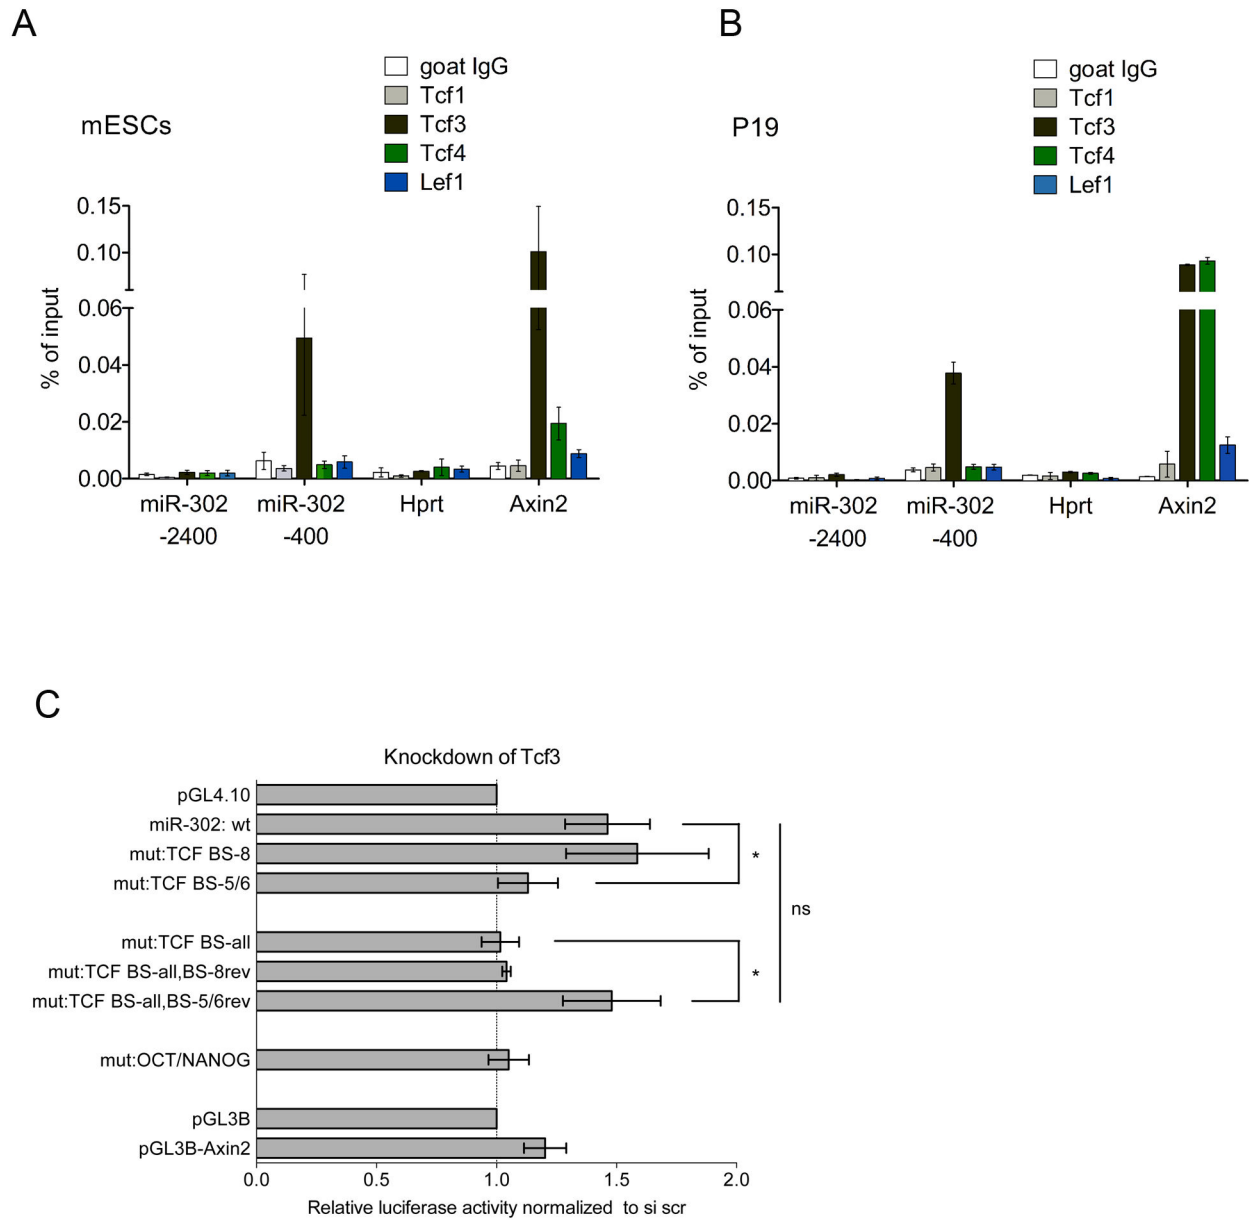 A
goat IgG
Tcf1
Tcf3
Tcf4
Lef1
mESCs
% of input
0.15
0.10
0.06
0.04
0.02
0.00
miR-302
-2400
miR-302
-400
Hprt
Axin2
B
goat IgG
Tcf1
Tcf3
Tcf4
Lef1
P19
% of input
0.15
0.10
0.06
0.04
0.02
0.00
miR-302
-2400
miR-302
-400
Hprt
Axin2
C
Knockdown of Tcf3
pGL4.10
miR-302: wt
mut:TCF BS-8
mut:TCF BS-5/6
mut:TCF BS-all
mut:TCF BS-all,BS-8rev
mut:TCF BS-all,BS-5/6rev
mut:OCT/NANOG
pGL3B
pGL3B-Axin2
*
*
ns
0.0 0.5 1.0 1.5 2.0
Relative luciferase activity normalized to si scr